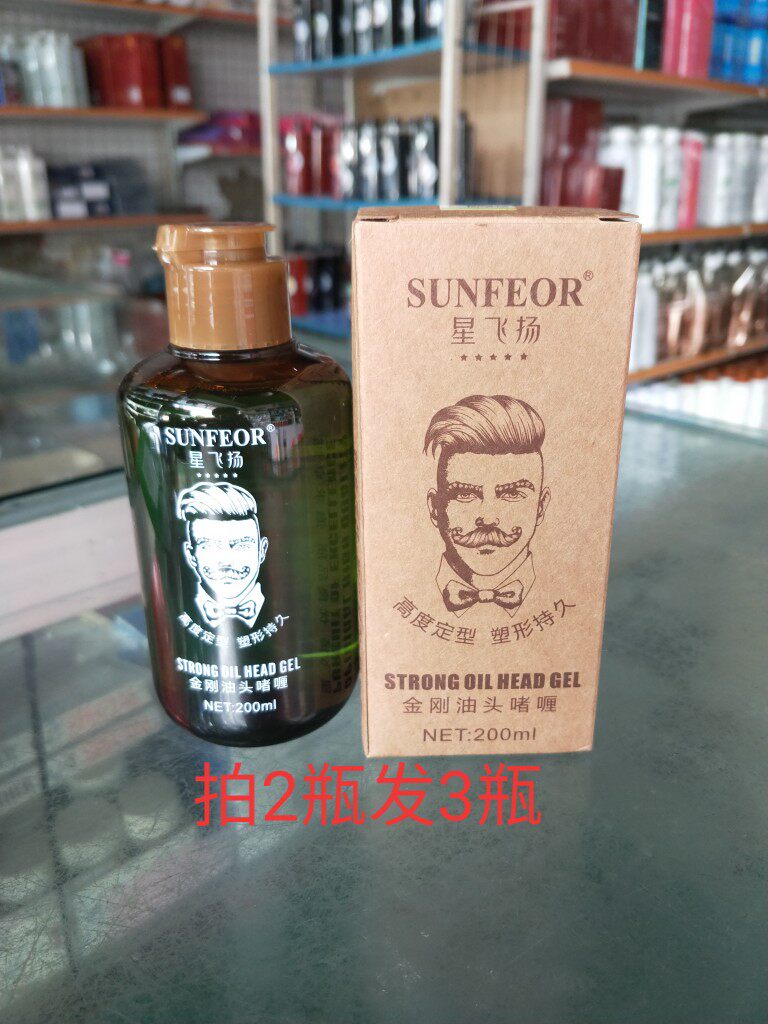 SUNFEOR®
星飞扬
★★★★★
高度定型 塑形持久
STRONG OIL HEAD GEL
金刚油头啫喱
NET:200ml
SUNFEOR®
星飞扬
★★★★★
高度定型 塑形持久
STRONG OIL HEAD GEL
金刚油头啫喱
NET:200ml
拍2瓶发3瓶